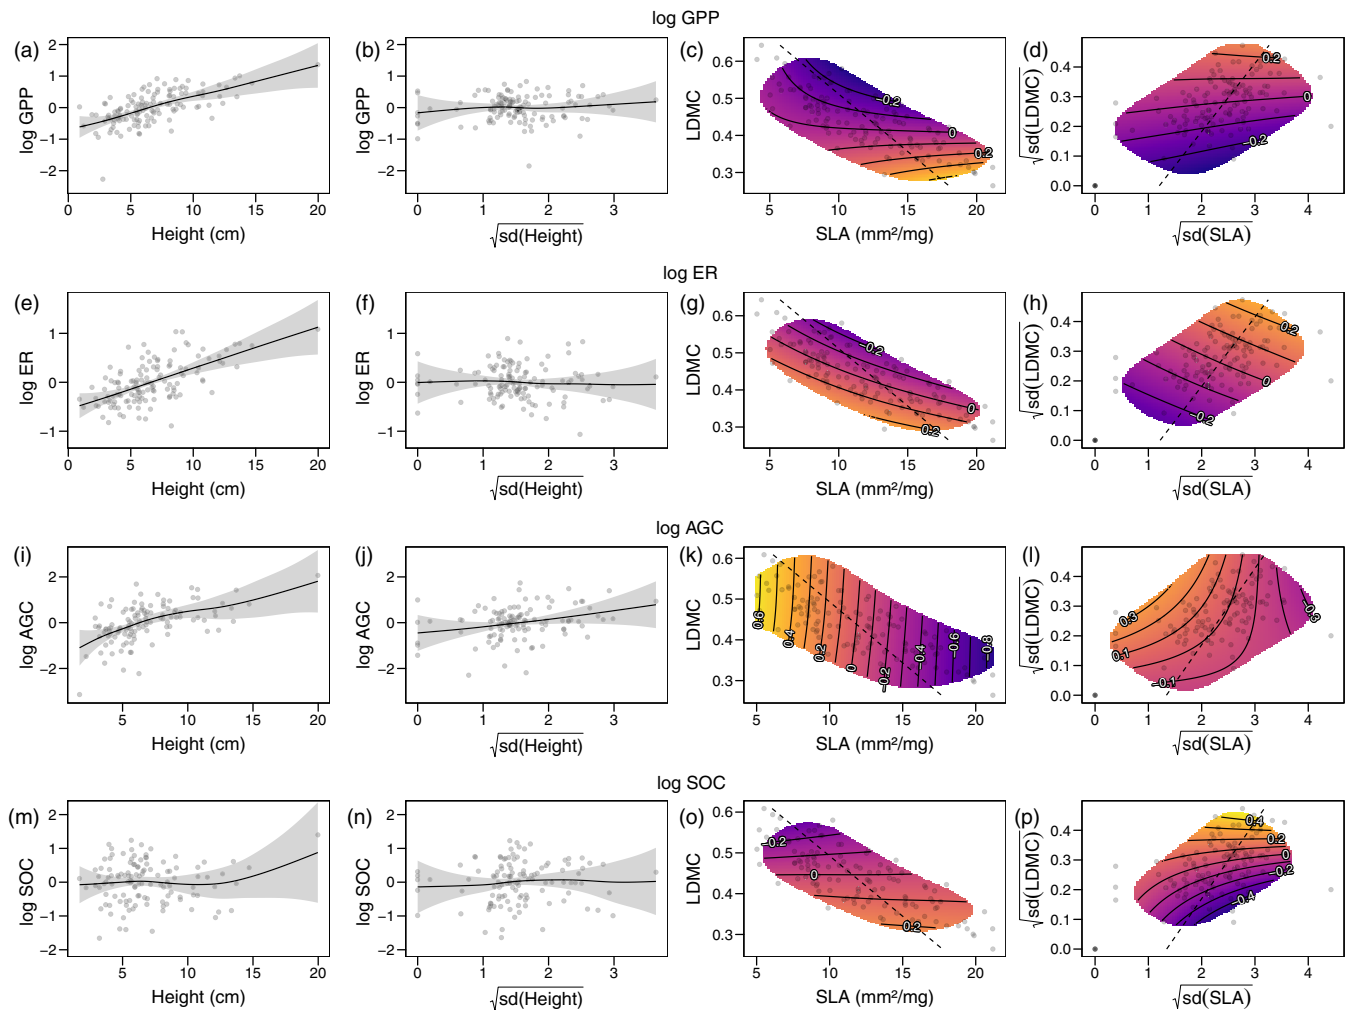 log GPP
(a) 2 1 0 −1 −2 log GPP 0 5 10 15 20 Height (cm)
(b) 2 1 0 −1 −2 log GPP 0 1 2 3 √sd(Height)
(c) 0.6 0.5 0.4 0.3 LDMC −0.2 0 0.2 5 10 15 20 SLA (mm²/mg)
(d) 0.4 0.3 0.2 0.1 0.0 √sd(LDMC) 0.2 0 −0.2 0 1 2 3 4 √sd(SLA)
log ER
(e) 1 0 −1 log ER 0 5 10 15 20 Height (cm)
(f) 1 0 −1 log ER 0 1 2 3 √sd(Height)
(g) 0.6 0.5 0.4 0.3 LDMC −0.2 0 0.2 5 10 15 20 SLA (mm²/mg)
(h) 0.4 0.3 0.2 0.1 0.0 √sd(LDMC) 0.2 0 −0.2 0 1 2 3 4 √sd(SLA)
log AGC
(i) 2 0 −2 log AGC 5 10 15 20 Height (cm)
(j) 2 0 −2 log AGC 0 1 2 3 √sd(Height)
(k) 0.6 0.5 0.4 0.3 LDMC 0.6 0.4 0.2 0 −0.2 −0.4 −0.6 −0.8 5 10 15 20 SLA (mm²/mg)
(l) 0.4 0.3 0.2 0.1 0.0 √sd(LDMC) 0.3 0.1 −0.1 −0.3 0 1 2 3 4 √sd(SLA)
log SOC
(m) 2 1 0 −1 −2 log SOC 5 10 15 20 Height (cm)
(n) 2 1 0 −1 −2 log SOC 0 1 2 3 √sd(Height)
(o) 0.6 0.5 0.4 0.3 LDMC −0.2 0 0.2 5 10 15 20 SLA (mm²/mg)
(p) 0.4 0.3 0.2 0.1 0.0 √sd(LDMC) 0.4 0.2 0 −0.2 −0.4 0 1 2 3 4 √sd(SLA)